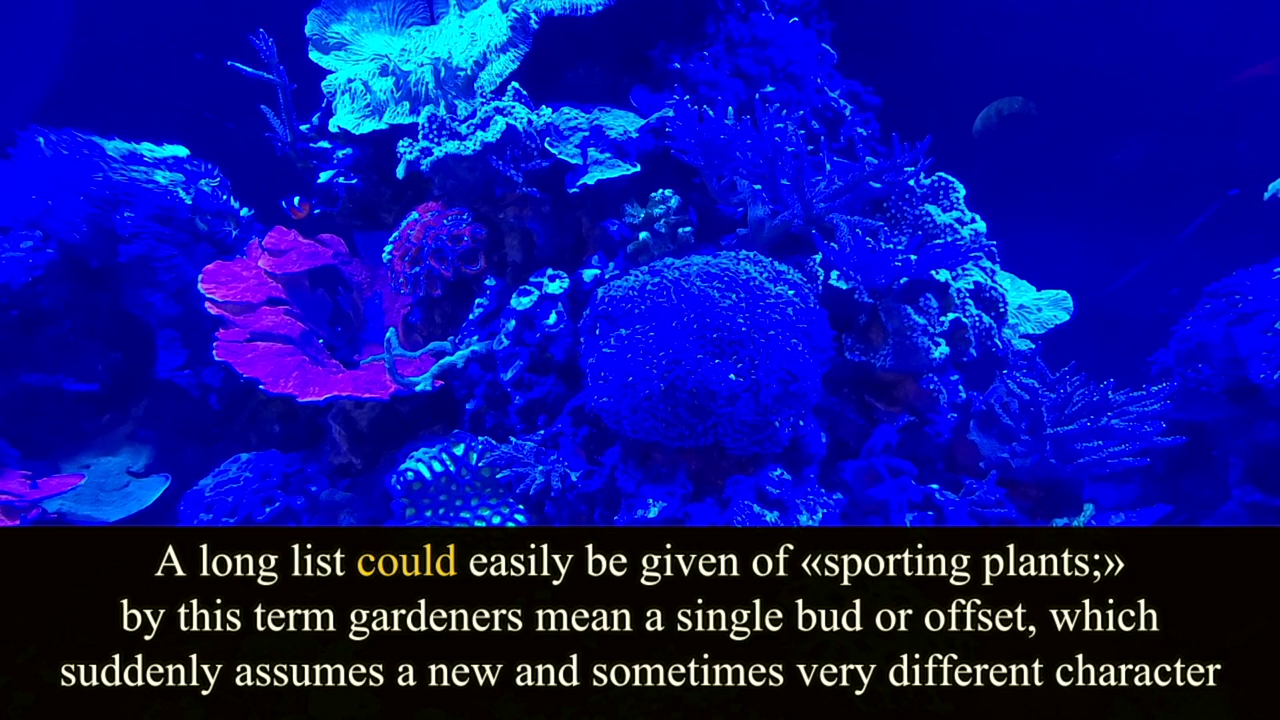 A long list could easily be given of «sporting plants;»
by this term gardeners mean a single bud or offset, which
suddenly assumes a new and sometimes very different character